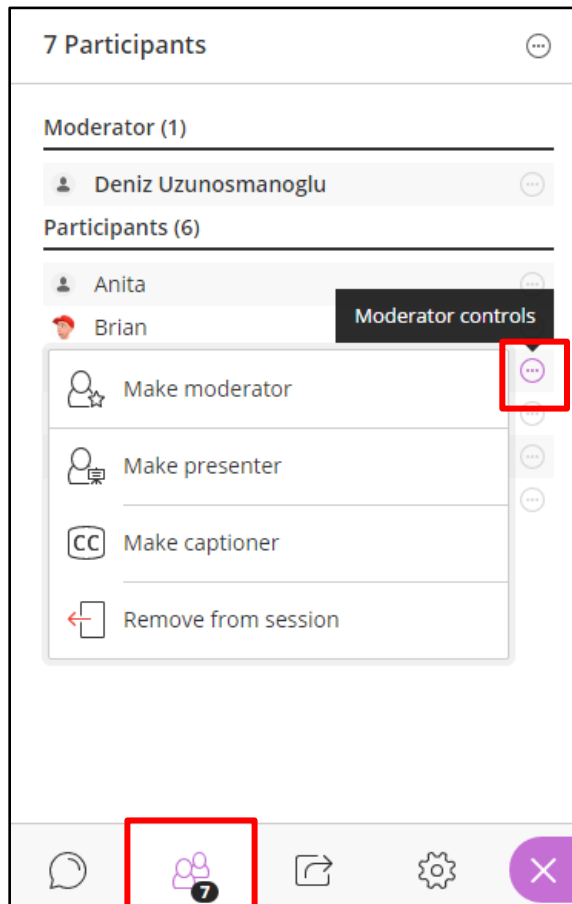 7 Participants
Moderator (1)
Deniz Uzunosmanoglu
Participants (6)
Anita
Brian
Moderator controls
Make moderator
Make presenter
CC Make captioner
Remove from session
7